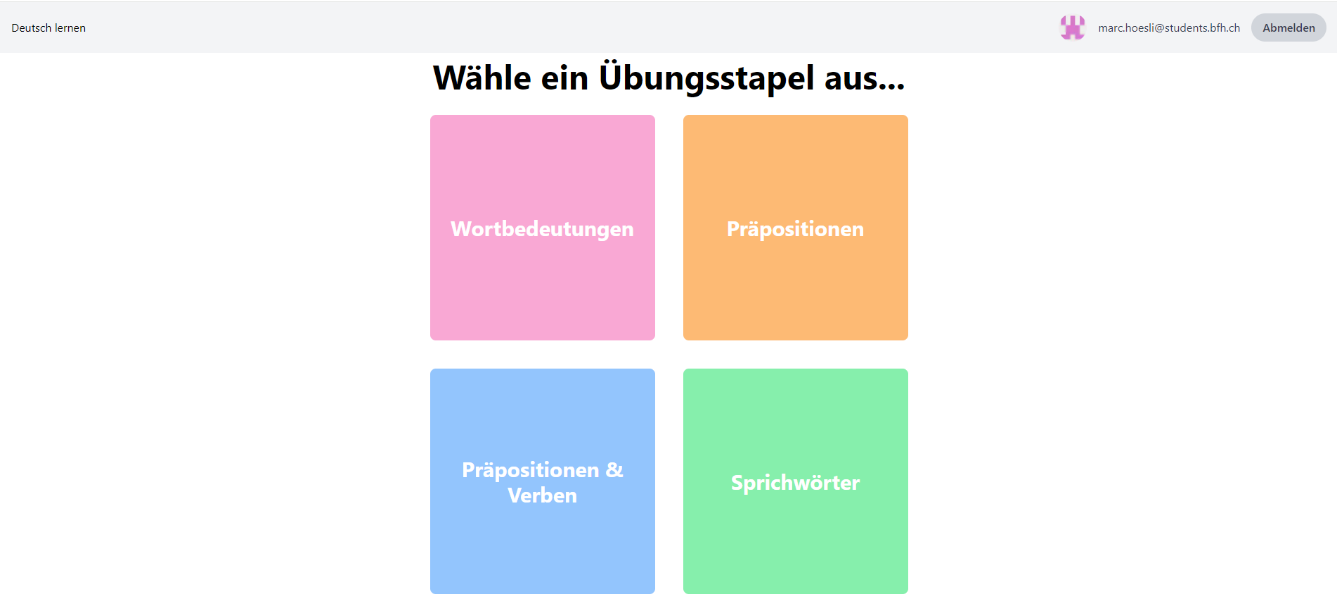 Deutsch lernen
marc.hoesli@students.bfh.ch
Abmelden
Wähle ein Übungsstapel aus...
Wortbedeutungen
Präpositionen
Präpositionen &
Verben
Sprichwörter